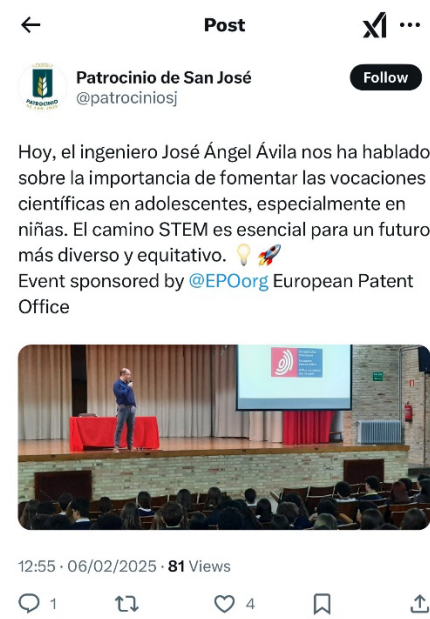 Post
Patrocinio de San José
@patrociniosj
Follow
Hoy, el ingeniero José Ángel Ávila nos ha hablado
sobre la importancia de fomentar las vocaciones
científicas en adolescentes, especialmente en
niñas. El camino STEM es esencial para un futuro
más diverso y equitativo. 💡🚀
Event sponsored by @EPOorg European Patent
Office
12:55 · 06/02/2025 · 81 Views
1
4